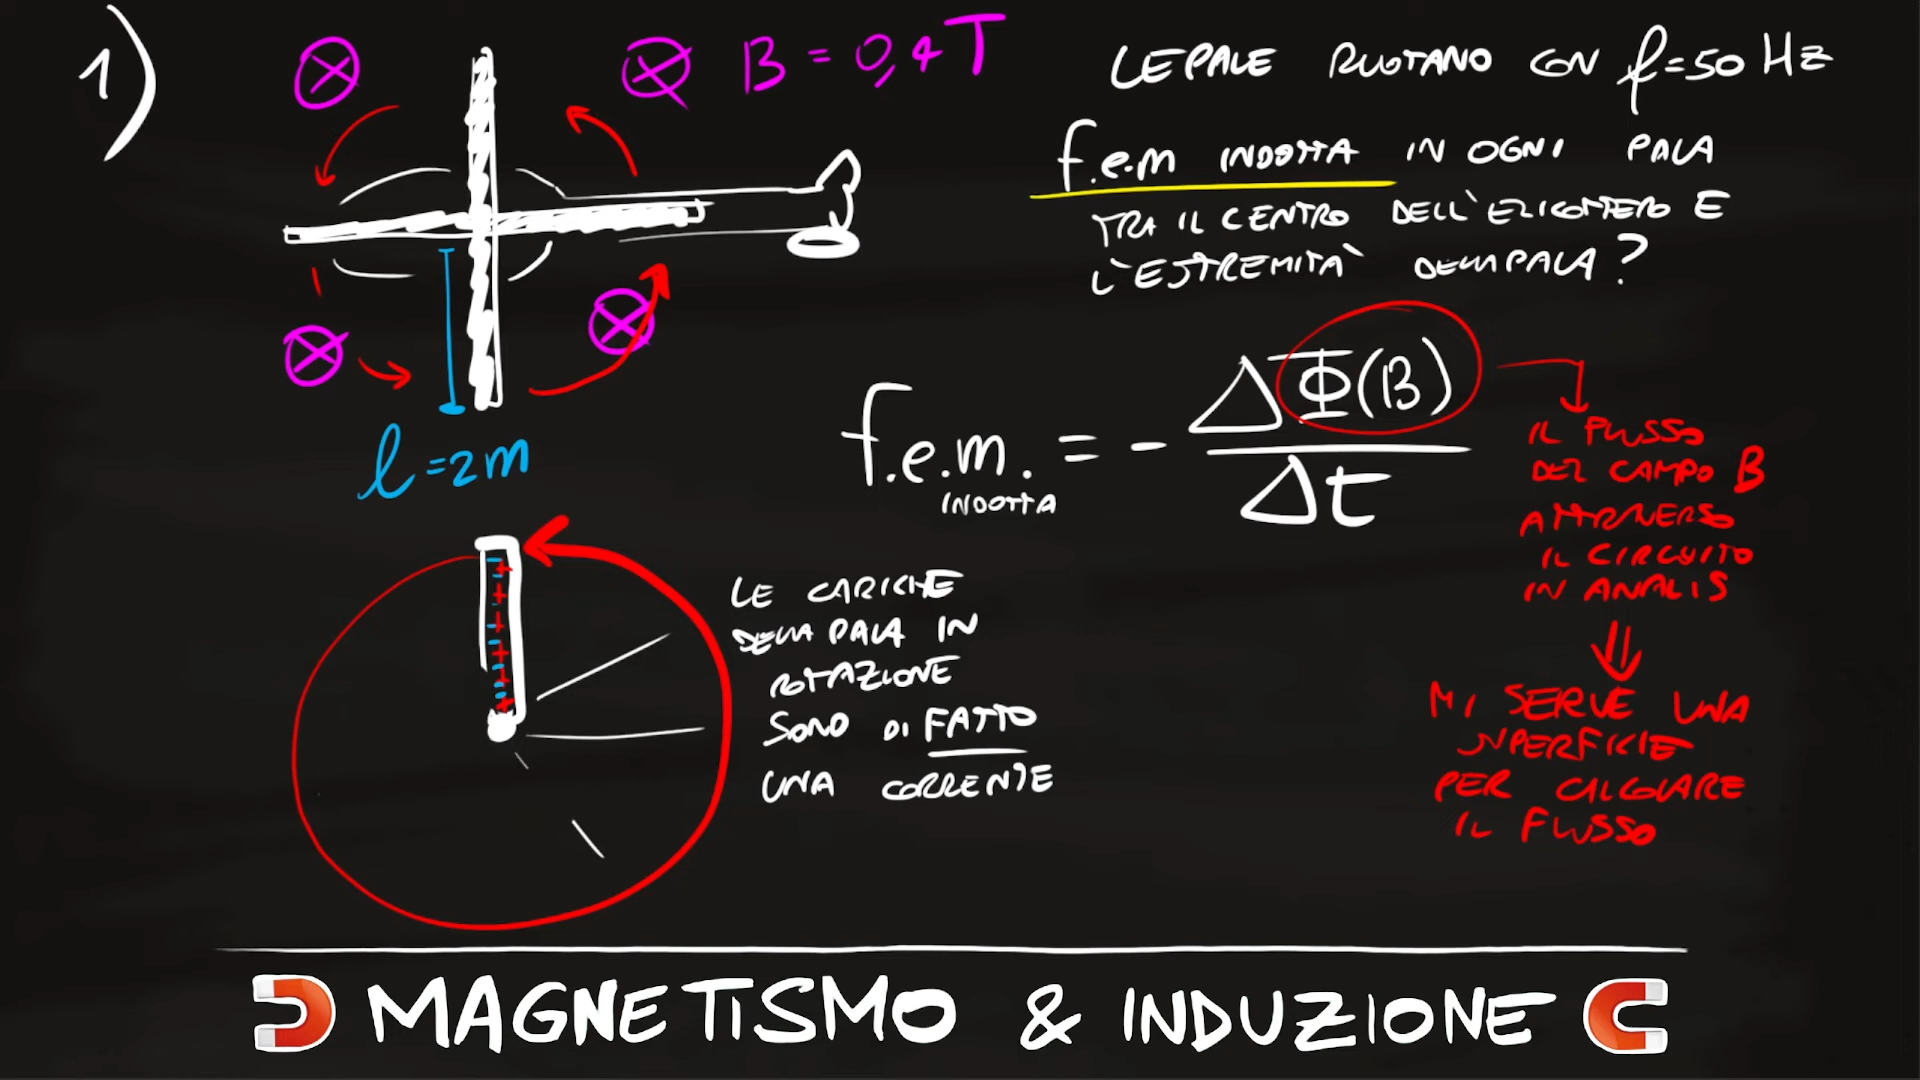 1)
B = 0,4 T
LE PALE RUOTANO CON f = 50 Hz
f.e.m INDOTTA IN OGNI PALA
TRA IL CENTRO DELL'ELICOTTERO E
L'ESTREMITÀ DELLA PALA?
l = 2m
f.e.m. INDOTTA = - ΔΦ(B) / Δt
IL FLUSSO
DEL CAMPO B
ATTRAVERSO
IL CIRCUITO
IN ANALIS
⇓
MI SERVE UNA
SUPERFICIE
PER CALCOLARE
IL FLUSSO
LE CARICHE
DELLA PALA IN
ROTAZIONE
SONO DI FATTO
UNA CORRENTE
MAGNETISMO & INDUZIONE